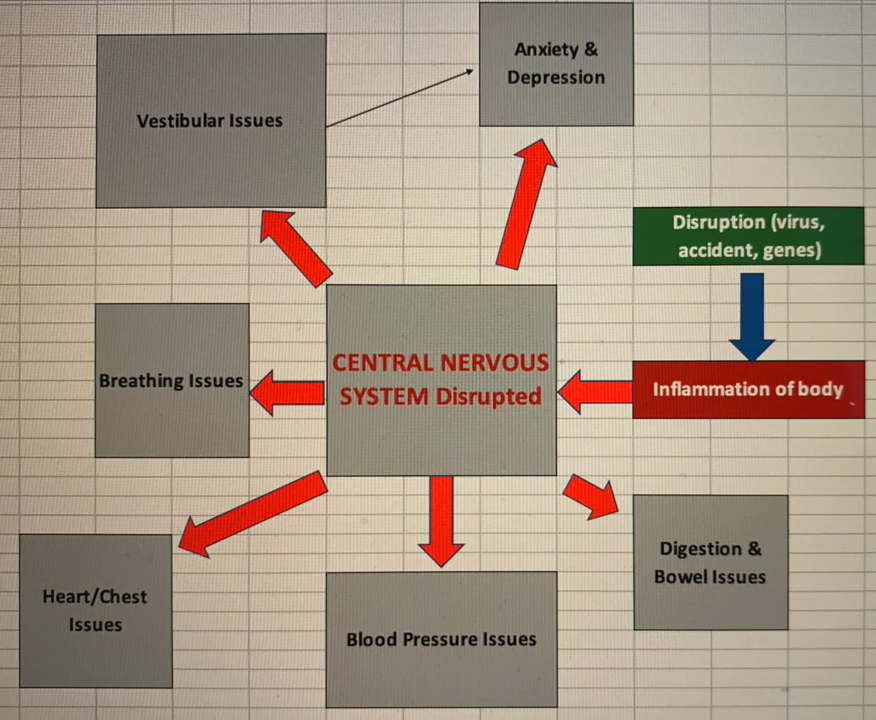 Anxiety &
Depression
Vestibular Issues
Disruption (virus,
accident, genes)
CENTRAL NERVOUS
SYSTEM Disrupted
Breathing Issues
Inflammation of body
Digestion &
Bowel Issues
Heart/Chest
Issues
Blood Pressure Issues